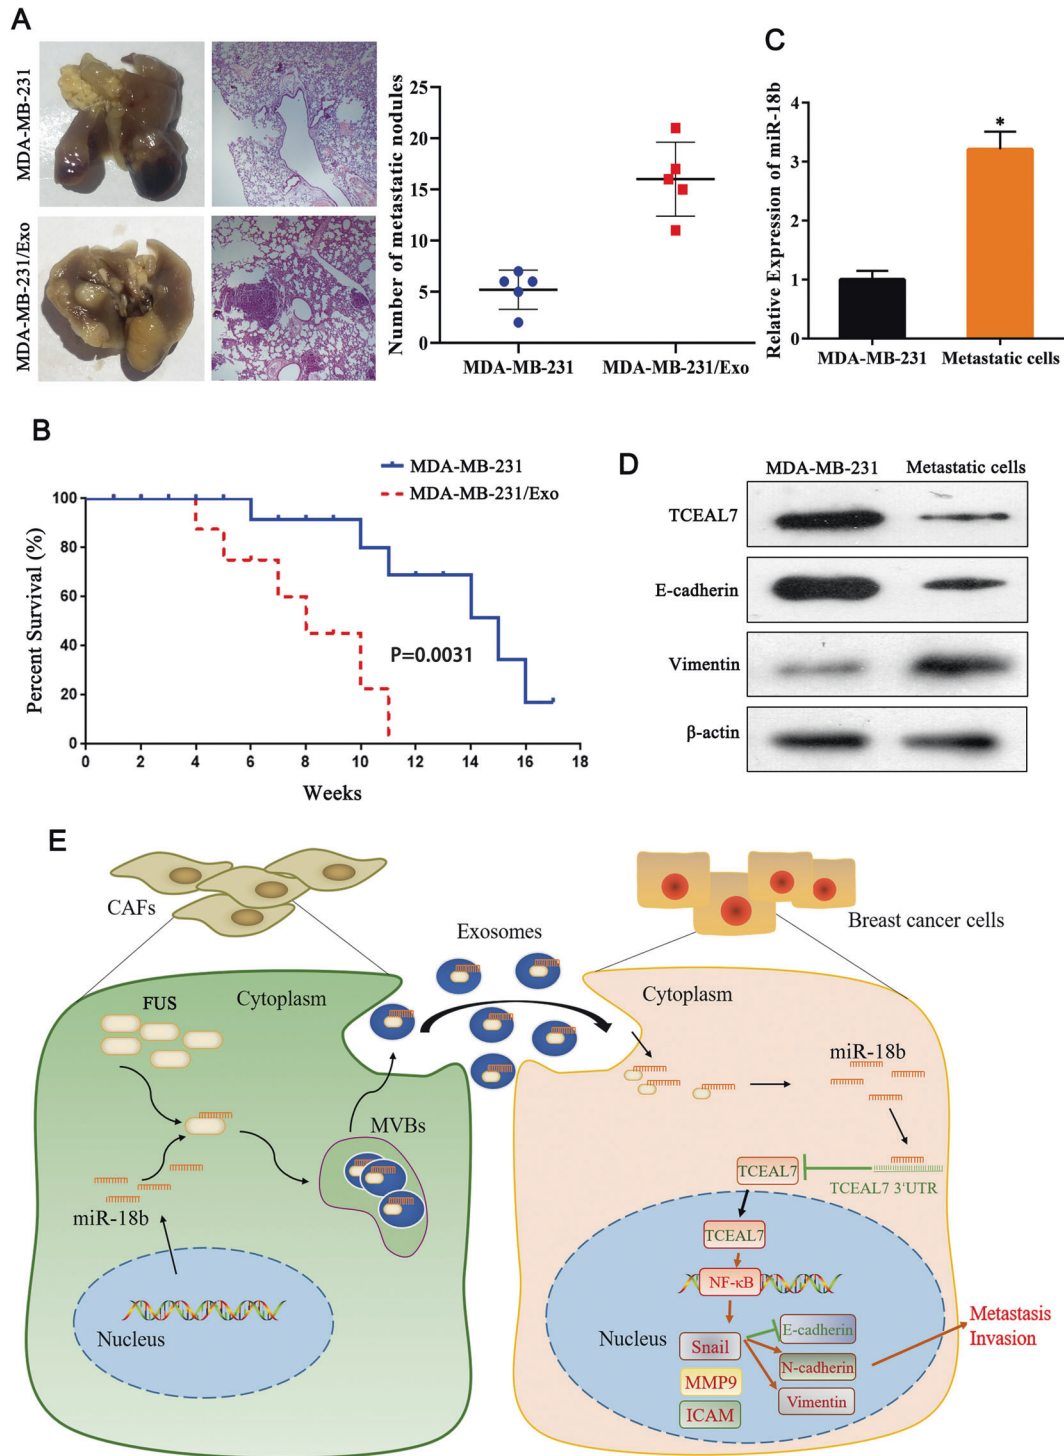 A
MDA-MB-231
MDA-MB-231/Exo
Number of metastatic nodules
25
20
15
10
5
0
MDA-MB-231
MDA-MB-231/Exo
C
Relative Expression of miR-18b
4
3
2
1
0
*
MDA-MB-231
Metastatic cells
B
MDA-MB-231
MDA-MB-231/Exo
Percent Survival (%)
100
80
60
40
20
0
P=0.0031
0 2 4 6 8 10 12 14 16 18
Weeks
D
MDA-MB-231
Metastatic cells
TCEAL7
E-cadherin
Vimentin
β-actin
E
CAFs
Exosomes
Breast cancer cells
FUS
Cytoplasm
MVBs
miR-18b
Nucleus
Cytoplasm
miR-18b
TCEAL7
TCEAL7 3'UTR
TCEAL7
NF-κB
Nucleus
Snail
E-cadherin
N-cadherin
Vimentin
MMP9
ICAM
Metastasis
Invasion